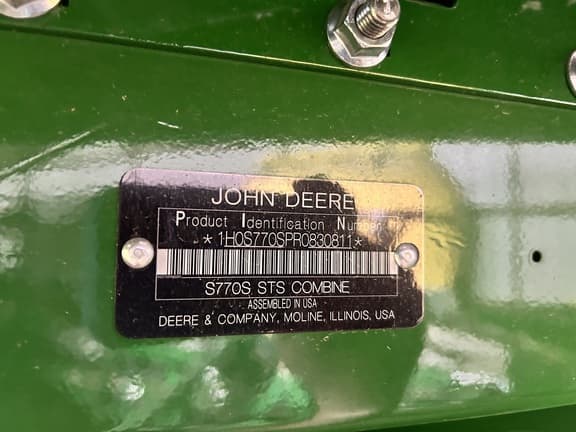 JOHN DEERE
Product Identification Number
*1H0S770SPR0830811*
S770S STS COMBINE
ASSEMBLED IN USA
DEERE & COMPANY, MOLINE, ILLINOIS, USA